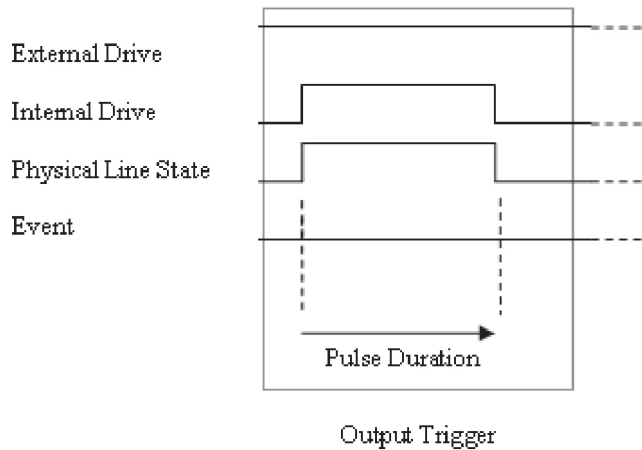 External Drive
Internal Drive
Physical Line State
Event
Pulse Duration
Output Trigger